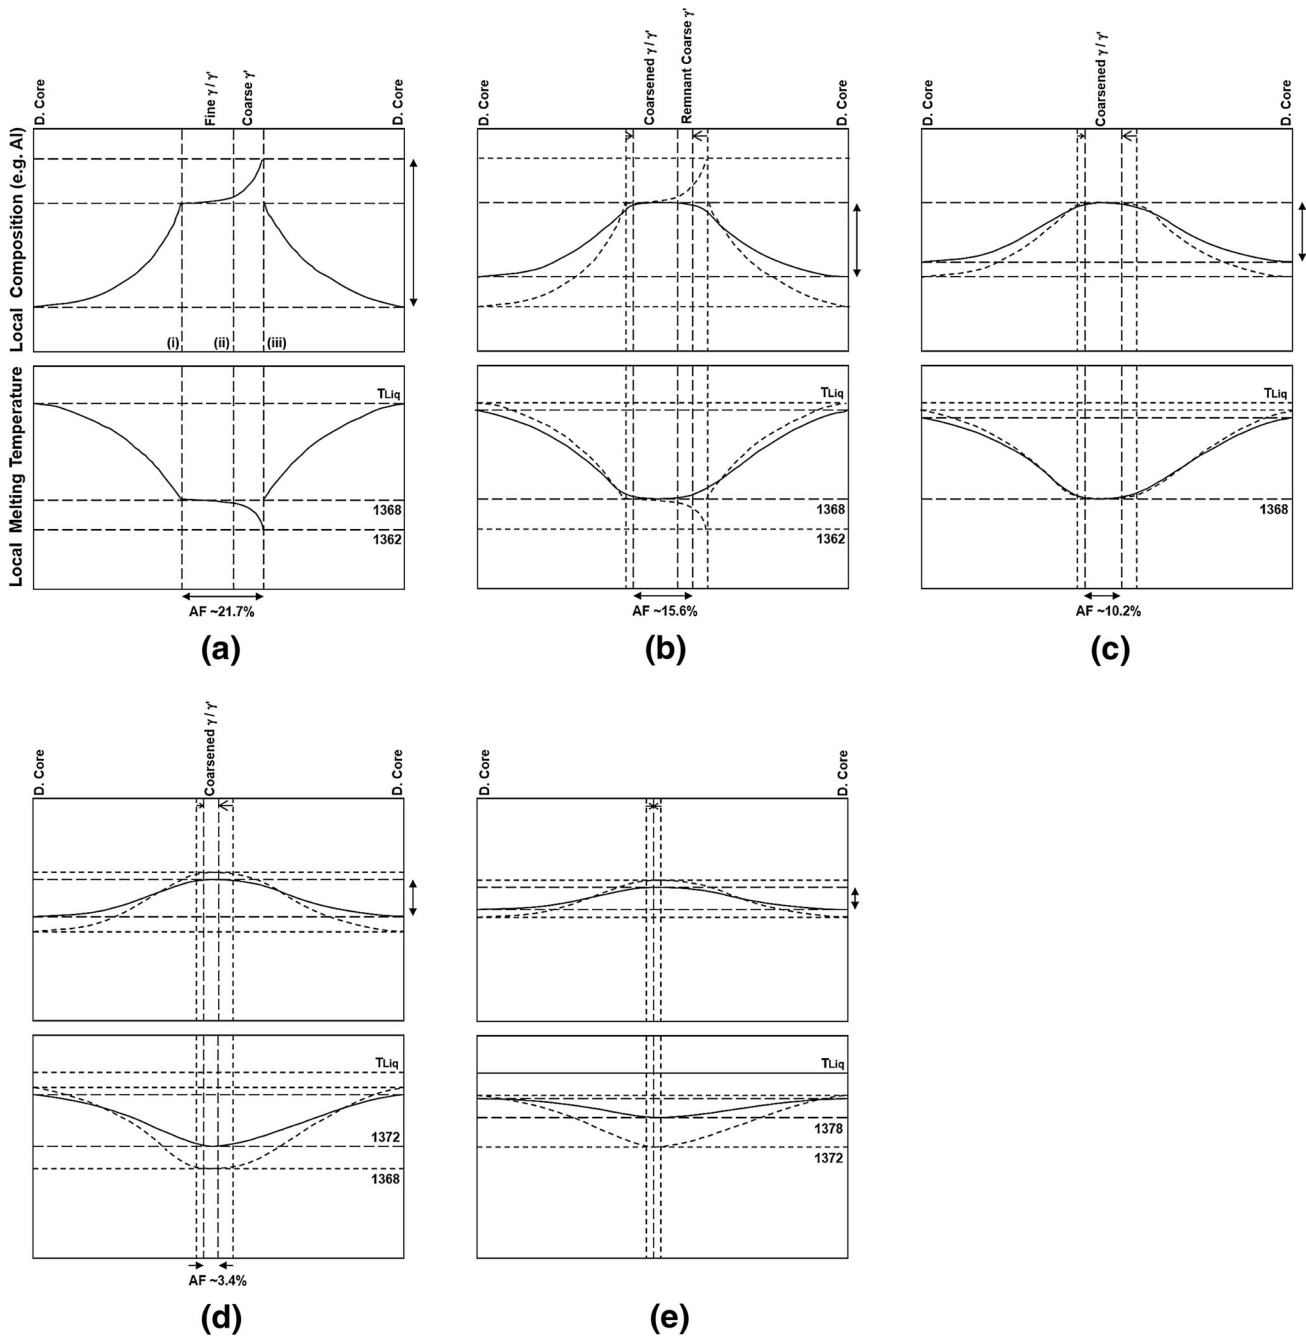 D. Core
Fine γ / γ'
Coarse γ'
D. Core
Local Composition (e.g. Al)
(i)
(ii)
(iii)
Local Melting Temperature
TLiq
1368
1362
AF ~21.7%
(a)
D. Core
Coarsened γ / γ'
Remnant Coarse γ'
D. Core
1368
1362
AF ~15.6%
(b)
D. Core
Coarsened γ / γ'
D. Core
1368
AF ~10.2%
(c)
D. Core
Coarsened γ / γ'
D. Core
TLiq
1372
1368
AF ~3.4%
(d)
D. Core
D. Core
TLiq
1378
1372
(e)